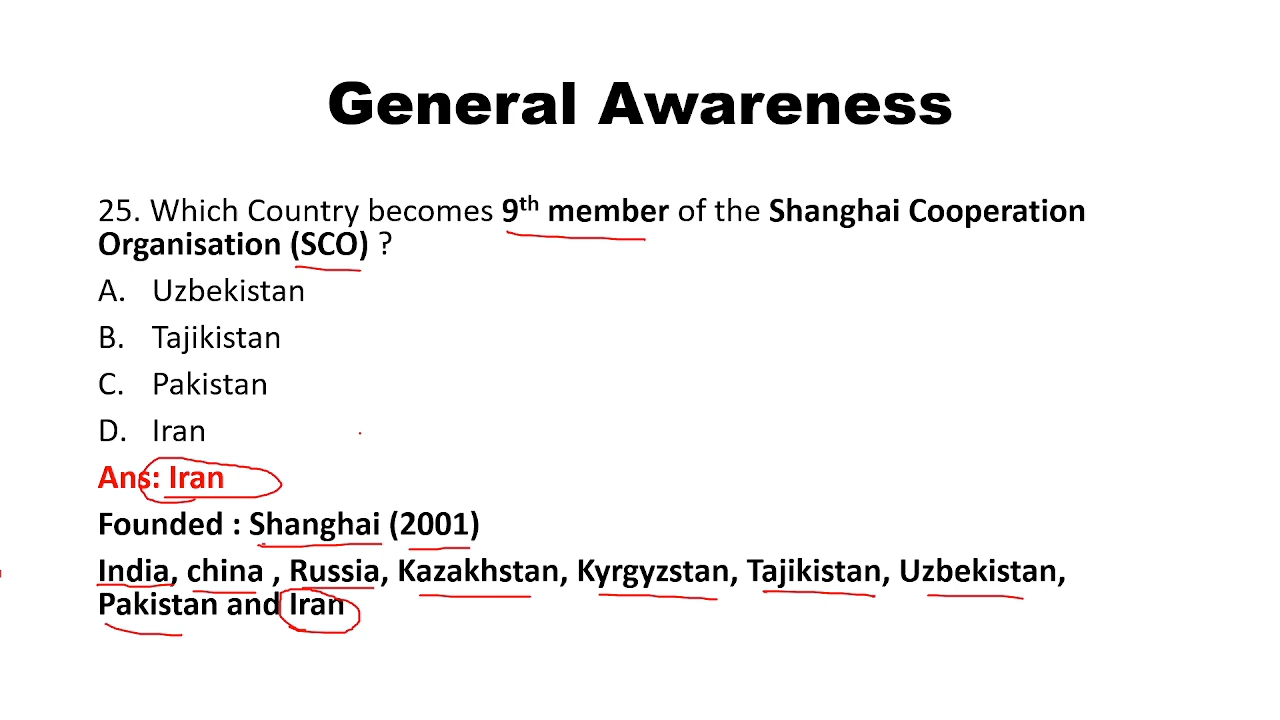 General Awareness
25. Which Country becomes 9th member of the Shanghai Cooperation
Organisation (SCO) ?
A. Uzbekistan
B. Tajikistan
C. Pakistan
D. Iran
Ans: Iran
Founded : Shanghai (2001)
India, china , Russia, Kazakhstan, Kyrgyzstan, Tajikistan, Uzbekistan,
Pakistan and Iran